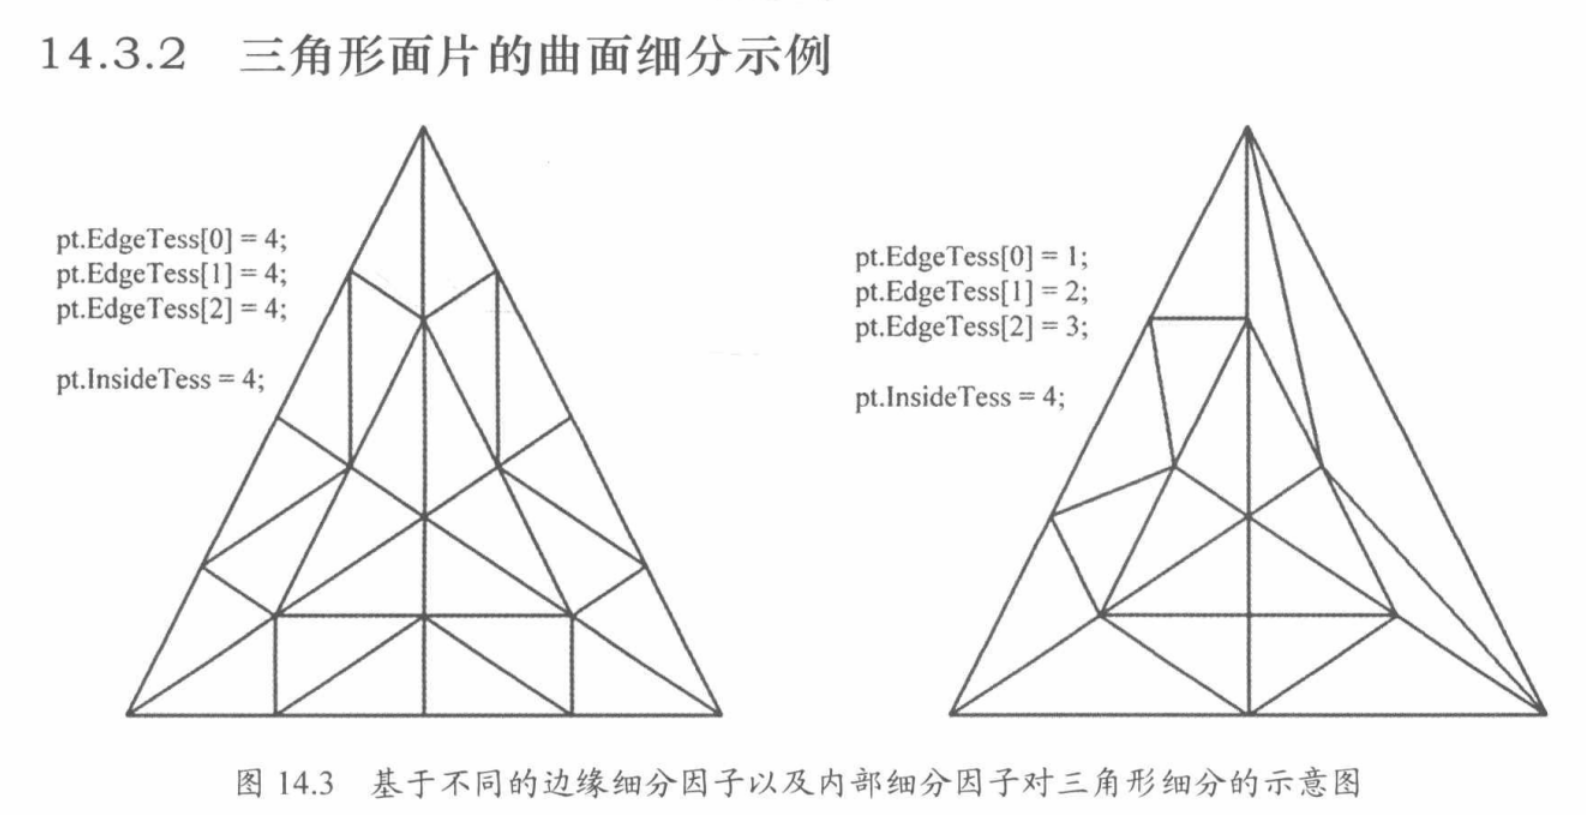 14.3.2 三角形面片的曲面细分示例
pt.EdgeTess[0] = 4;
pt.EdgeTess[1] = 4;
pt.EdgeTess[2] = 4;
pt.InsideTess = 4;
pt.EdgeTess[0] = 1;
pt.EdgeTess[1] = 2;
pt.EdgeTess[2] = 3;
pt.InsideTess = 4;
图 14.3 基于不同的边缘细分因子以及内部细分因子对三角形细分的示意图